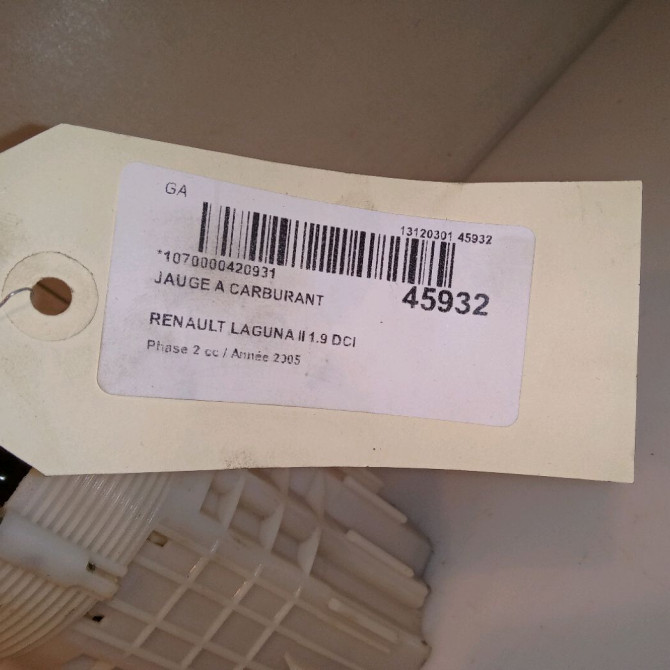 GA
13120301 45932
*1070000420931
JAUGE A CARBURANT
45932
RENAULT LAGUNA II 1.9 DCI
Phase 2 cc / Année 2005